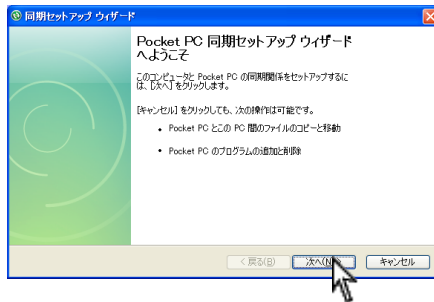 同期セットアップ ウィザード
Pocket PC 同期セットアップ ウィザード
へようこそ
このコンピュータと Pocket PC の同期関係をセットアップするに
は、[次へ] をクリックします。
[キャンセル] をクリックしても、次の操作は可能です。
• Pocket PC とこの PC 間のファイルのコピーと移動
• Pocket PC のプログラムの追加と削除
< 戻る(B)
次へ(N)
キャンセル